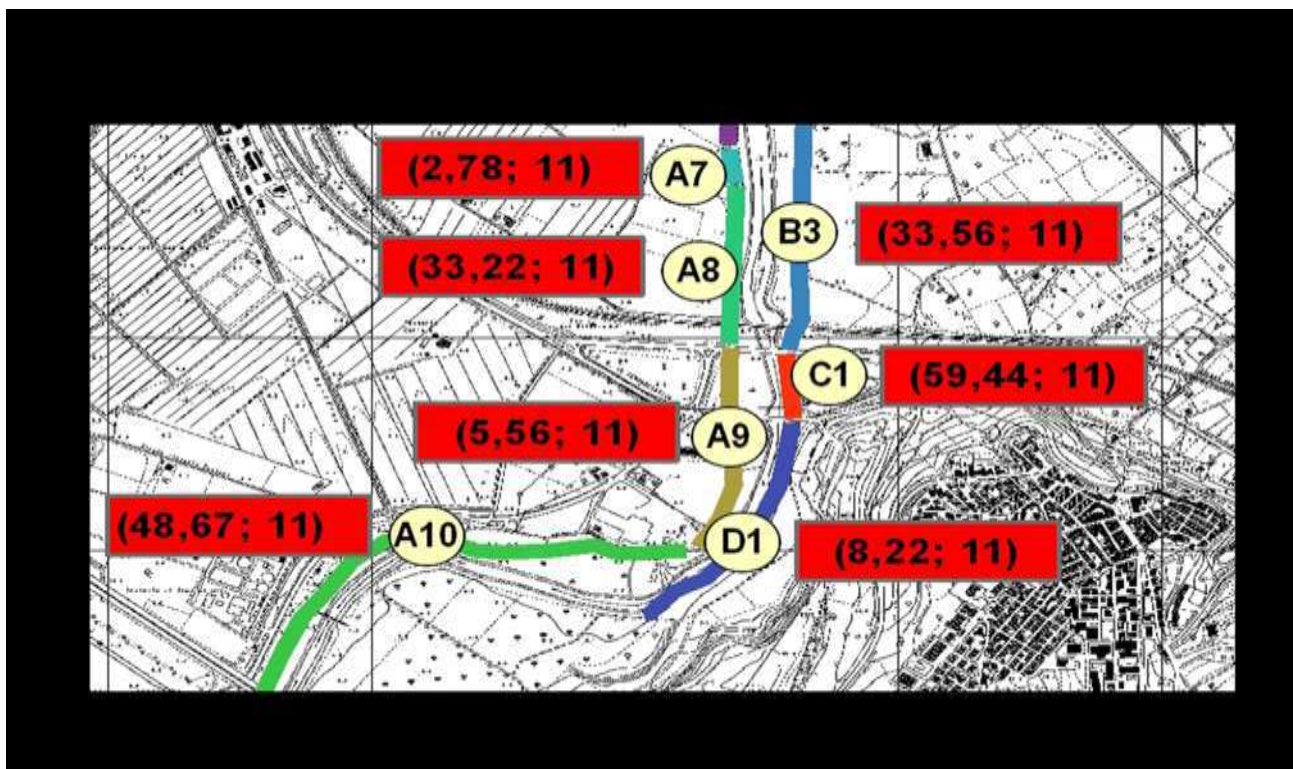 (2,78; 11)
A7
B3
(33,56; 11)
(33,22; 11)
A8
C1
(59,44; 11)
(5,56; 11)
A9
(48,67; 11)
A10
D1
(8,22; 11)